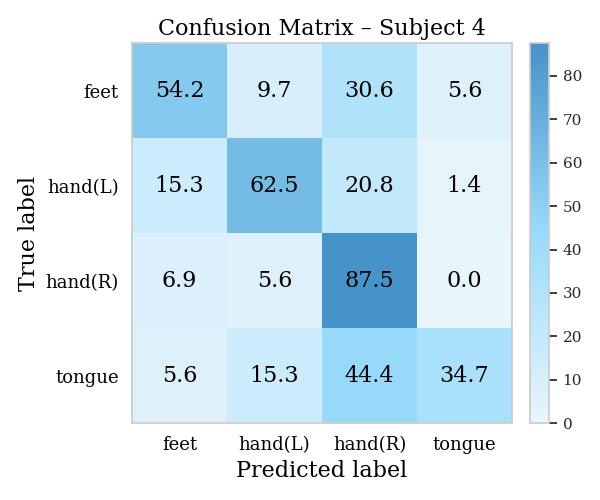 Confusion Matrix – Subject 4
feet 54.2 9.7 30.6 5.6
hand(L) 15.3 62.5 20.8 1.4
hand(R) 6.9 5.6 87.5 0.0
tongue 5.6 15.3 44.4 34.7
feet hand(L) hand(R) tongue
Predicted label
True label
80
70
60
50
40
30
20
10
0